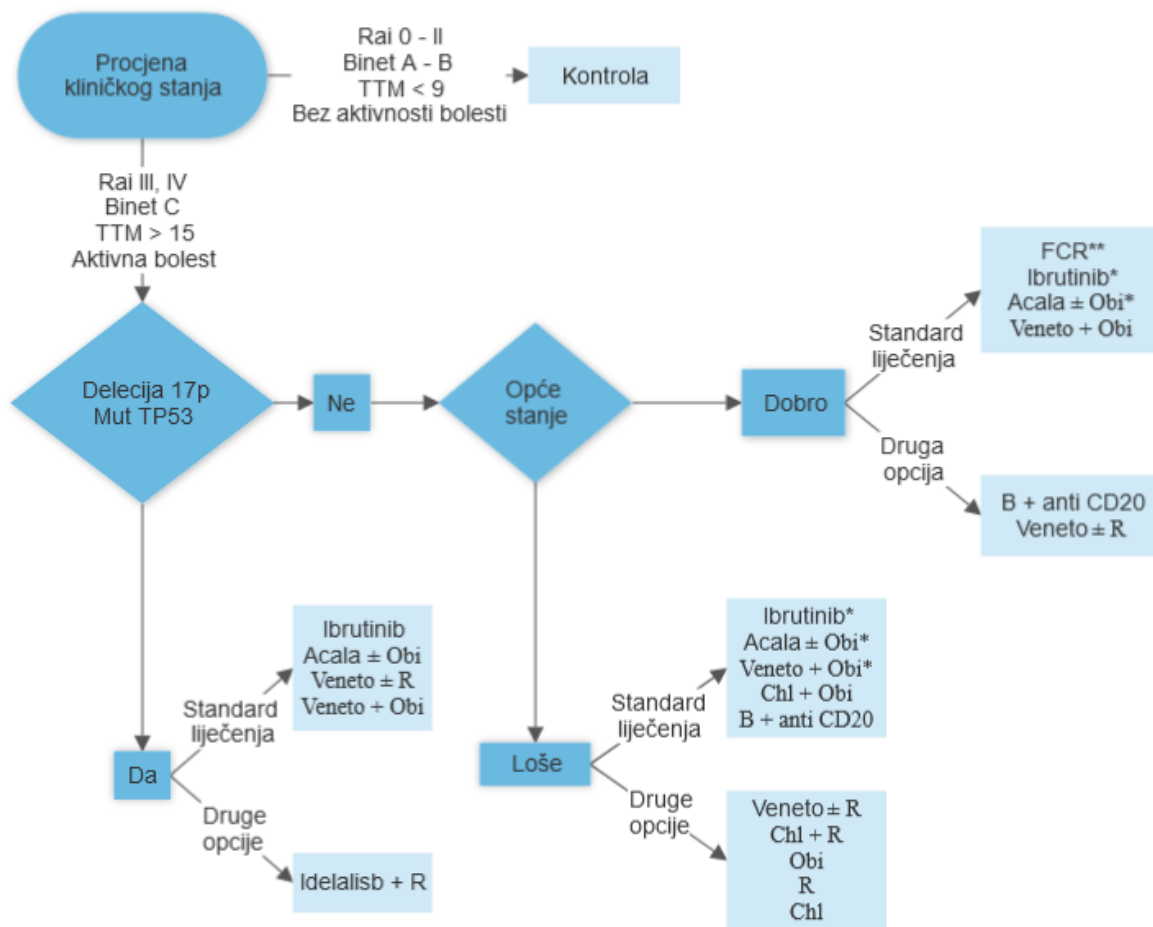 Procjena
kliničkog stanja
Rai 0 - II
Binet A - B
TTM < 9
Bez aktivnosti bolesti
Kontrola
Rai III, IV
Binet C
TTM > 15
Aktivna bolest
Delecija 17p
Mut TP53
Ne
Opće
stanje
Dobro
Standard
liječenja
FCR**
Ibrutinib*
Acala ± Obi*
Veneto + Obi
Druga
opcija
B + anti CD20
Veneto ± R
Da
Standard
liječenja
Ibrutinib
Acala ± Obi
Veneto ± R
Veneto + Obi
Druge
opcije
Idelalisb + R
Loše
Standard
liječenja
Ibrutinib*
Acala ± Obi*
Veneto + Obi*
Chl + Obi
B + anti CD20
Druge
opcije
Veneto ± R
Chl + R
Obi
R
Chl